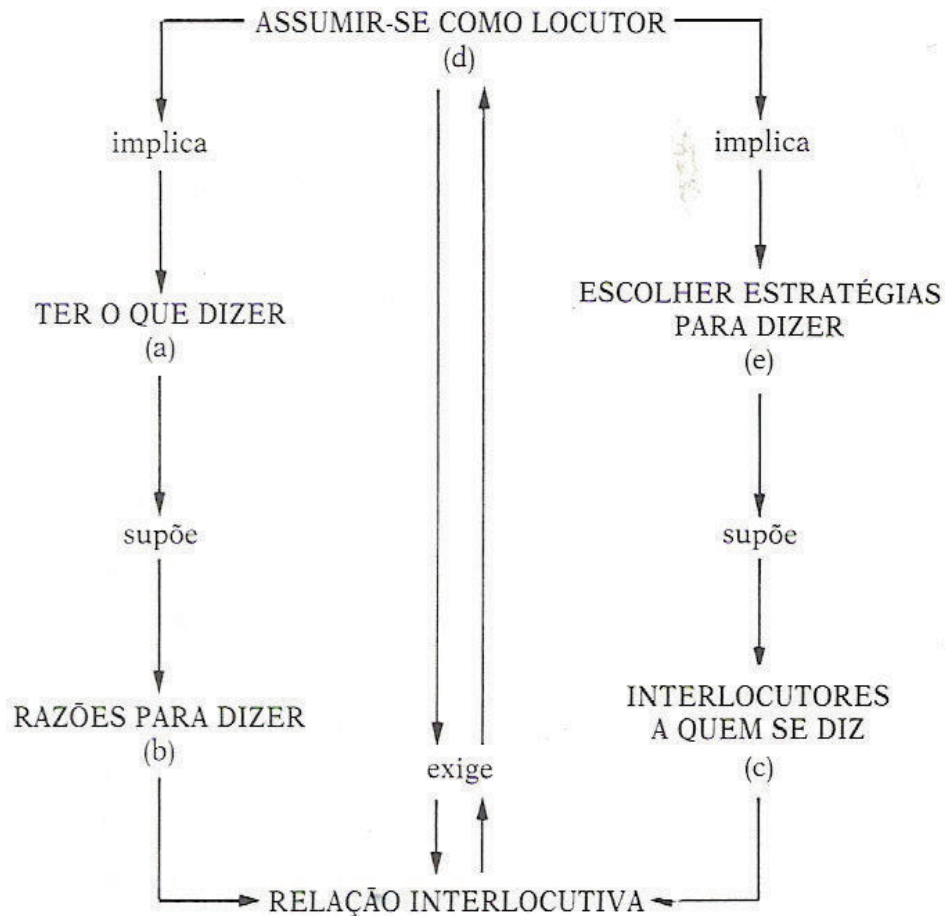 ASSUMIR-SE COMO LOCUTOR
(d)
implica
implica
TER O QUE DIZER
(a)
ESCOLHER ESTRATÉGIAS
PARA DIZER
(e)
supõe
supõe
RAZÕES PARA DIZER
(b)
INTERLOCUTORES
A QUEM SE DIZ
(c)
exige
RELAÇÃO INTERLOCUTIVA